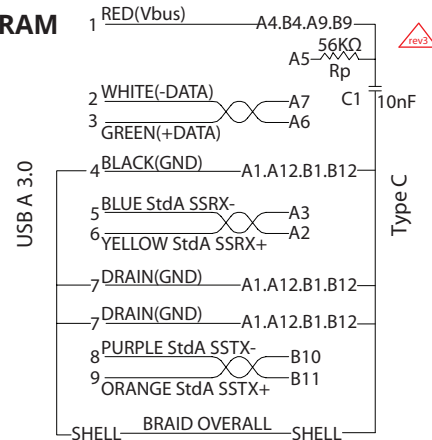 RAM
1 RED(Vbus) A4.B4.A9.B9
rev3
56KΩ
A5
Rp
2 WHITE(-DATA) A7
C1 10nF
3 GREEN(+DATA) A6
4 BLACK(GND) A1.A12.B1.B12
USB A 3.0
Type C
5 BLUE StdA SSRX- A3
6 YELLOW StdA SSRX+ A2
7 DRAIN(GND) A1.A12.B1.B12
7 DRAIN(GND) A1.A12.B1.B12
8 PURPLE StdA SSTX- B10
9 ORANGE StdA SSTX+ B11
SHELL BRAID OVERALL SHELL